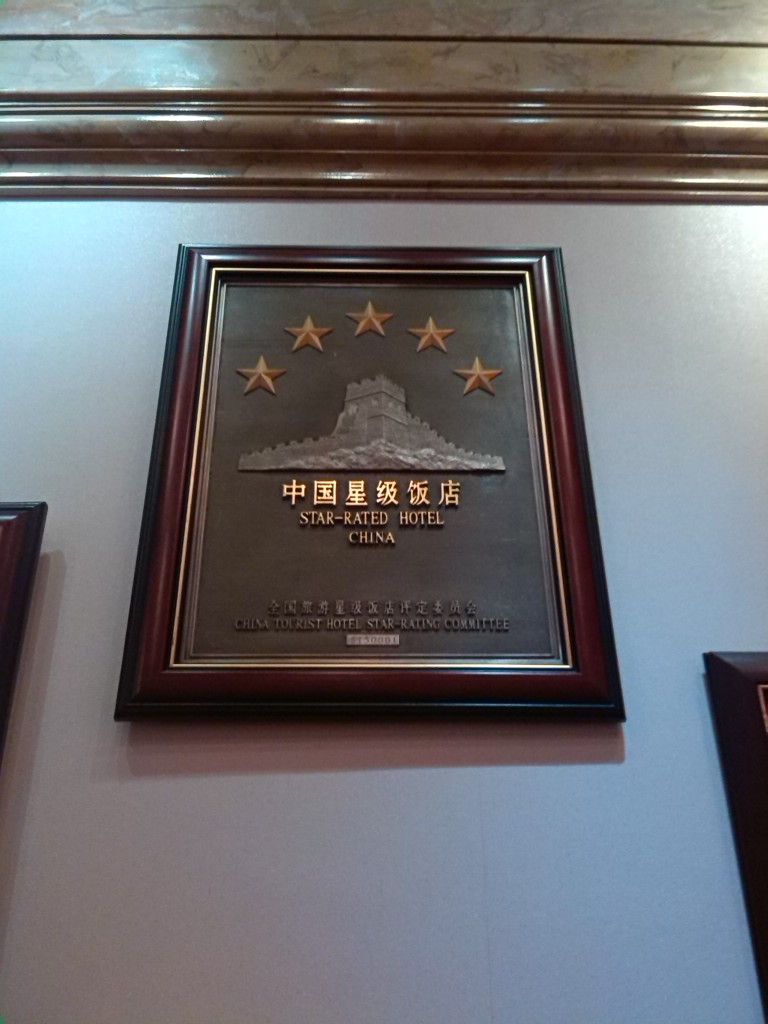 中国星级饭店
STAR-RATED HOTEL
CHINA
全国旅游星级饭店评定委员会
CHINA TOURIST HOTEL STAR-RATING COMMITTEE